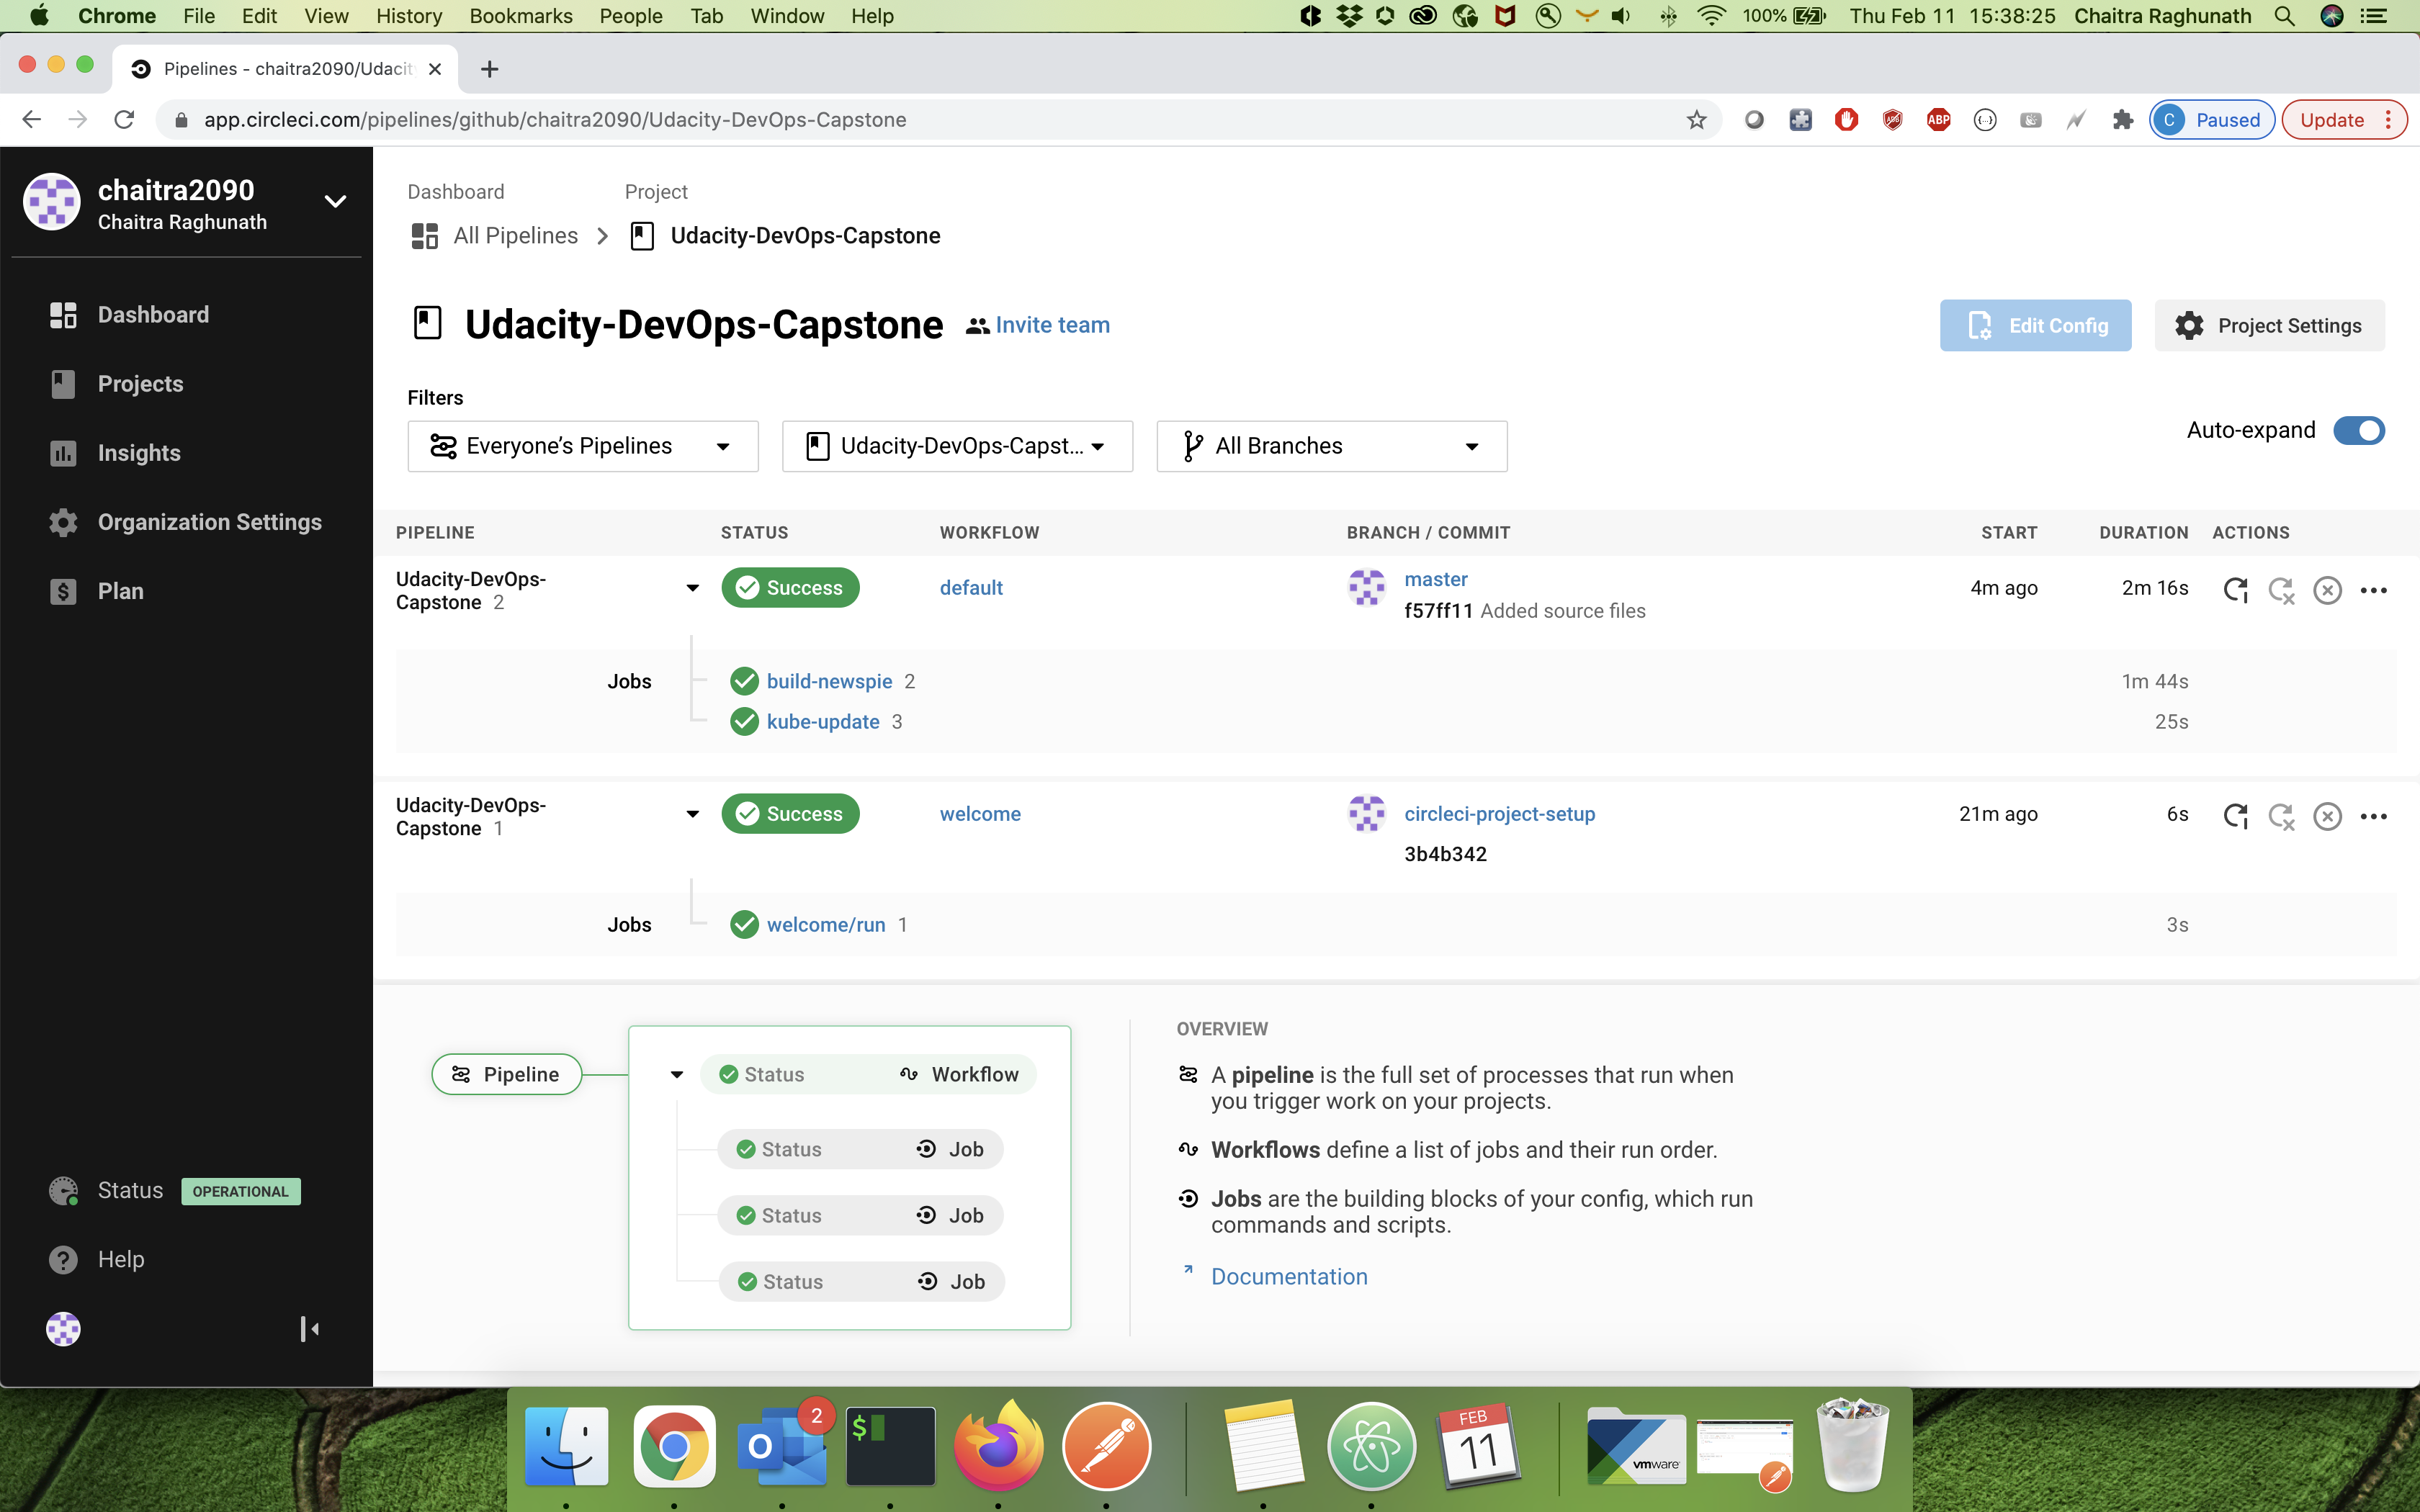 Chrome File Edit View History Bookmarks People Tab Window Help 100% Thu Feb 11 15:38:25 Chaitra Raghunath
Pipelines - chaitra2090/Udacit
app.circleci.com/pipelines/github/chaitra2090/Udacity-DevOps-Capstone ABP C Paused Update
chaitra2090
Chaitra Raghunath
Dashboard
Projects
Insights
Organization Settings
Plan
Status OPERATIONAL
Help
Dashboard Project
All Pipelines Udacity-DevOps-Capstone
Udacity-DevOps-Capstone Invite team Edit Config Project Settings
Filters
Everyone’s Pipelines Udacity-DevOps-Capst... All Branches Auto-expand
PIPELINE STATUS WORKFLOW BRANCH / COMMIT START DURATION ACTIONS
Udacity-DevOps-
Capstone 2 Success default master 4m ago 2m 16s
f57ff11 Added source files
Jobs build-newspie 2 1m 44s
kube-update 3 25s
Udacity-DevOps-
Capstone 1 Success welcome circleci-project-setup 21m ago 6s
3b4b342
Jobs welcome/run 1 3s
Pipeline
Status Workflow
Status Job
Status Job
Status Job
OVERVIEW
A pipeline is the full set of processes that run when
you trigger work on your projects.
Workflows define a list of jobs and their run order.
Jobs are the building blocks of your config, which run
commands and scripts.
Documentation
2
$
FEB
11
vmware